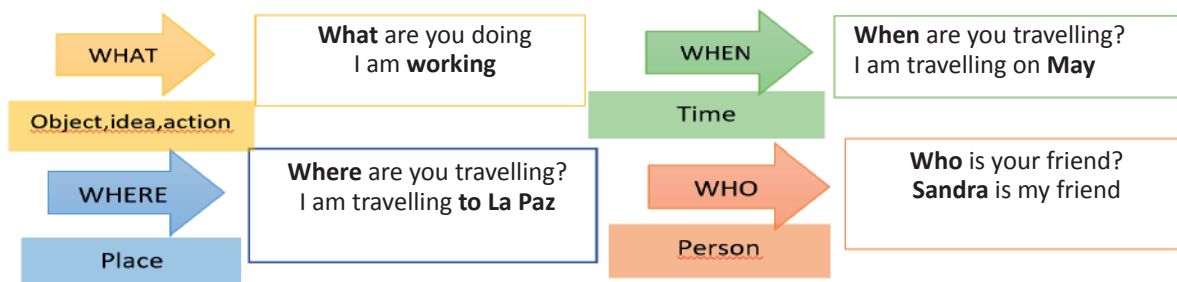 WHAT
Object,idea,action
What are you doing
I am working
WHEN
Time
When are you travelling?
I am travelling on May
WHERE
Place
Where are you travelling?
I am travelling to La Paz
WHO
Person
Who is your friend?
Sandra is my friend